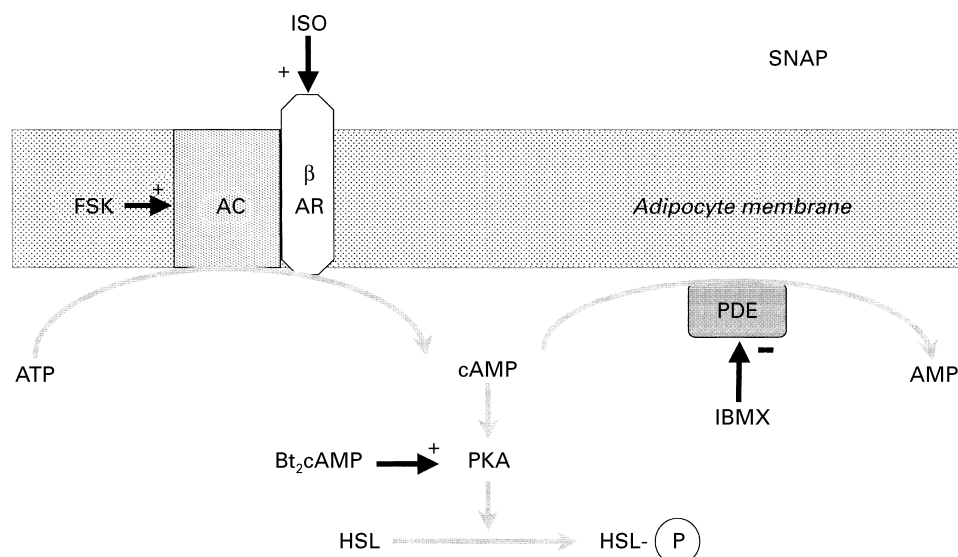 ISO
+
SNAP
β
AR
FSK
+
AC
Adipocyte membrane
PDE
−
ATP
cAMP
AMP
IBMX
Bt₂cAMP
+
PKA
HSL
HSL- P